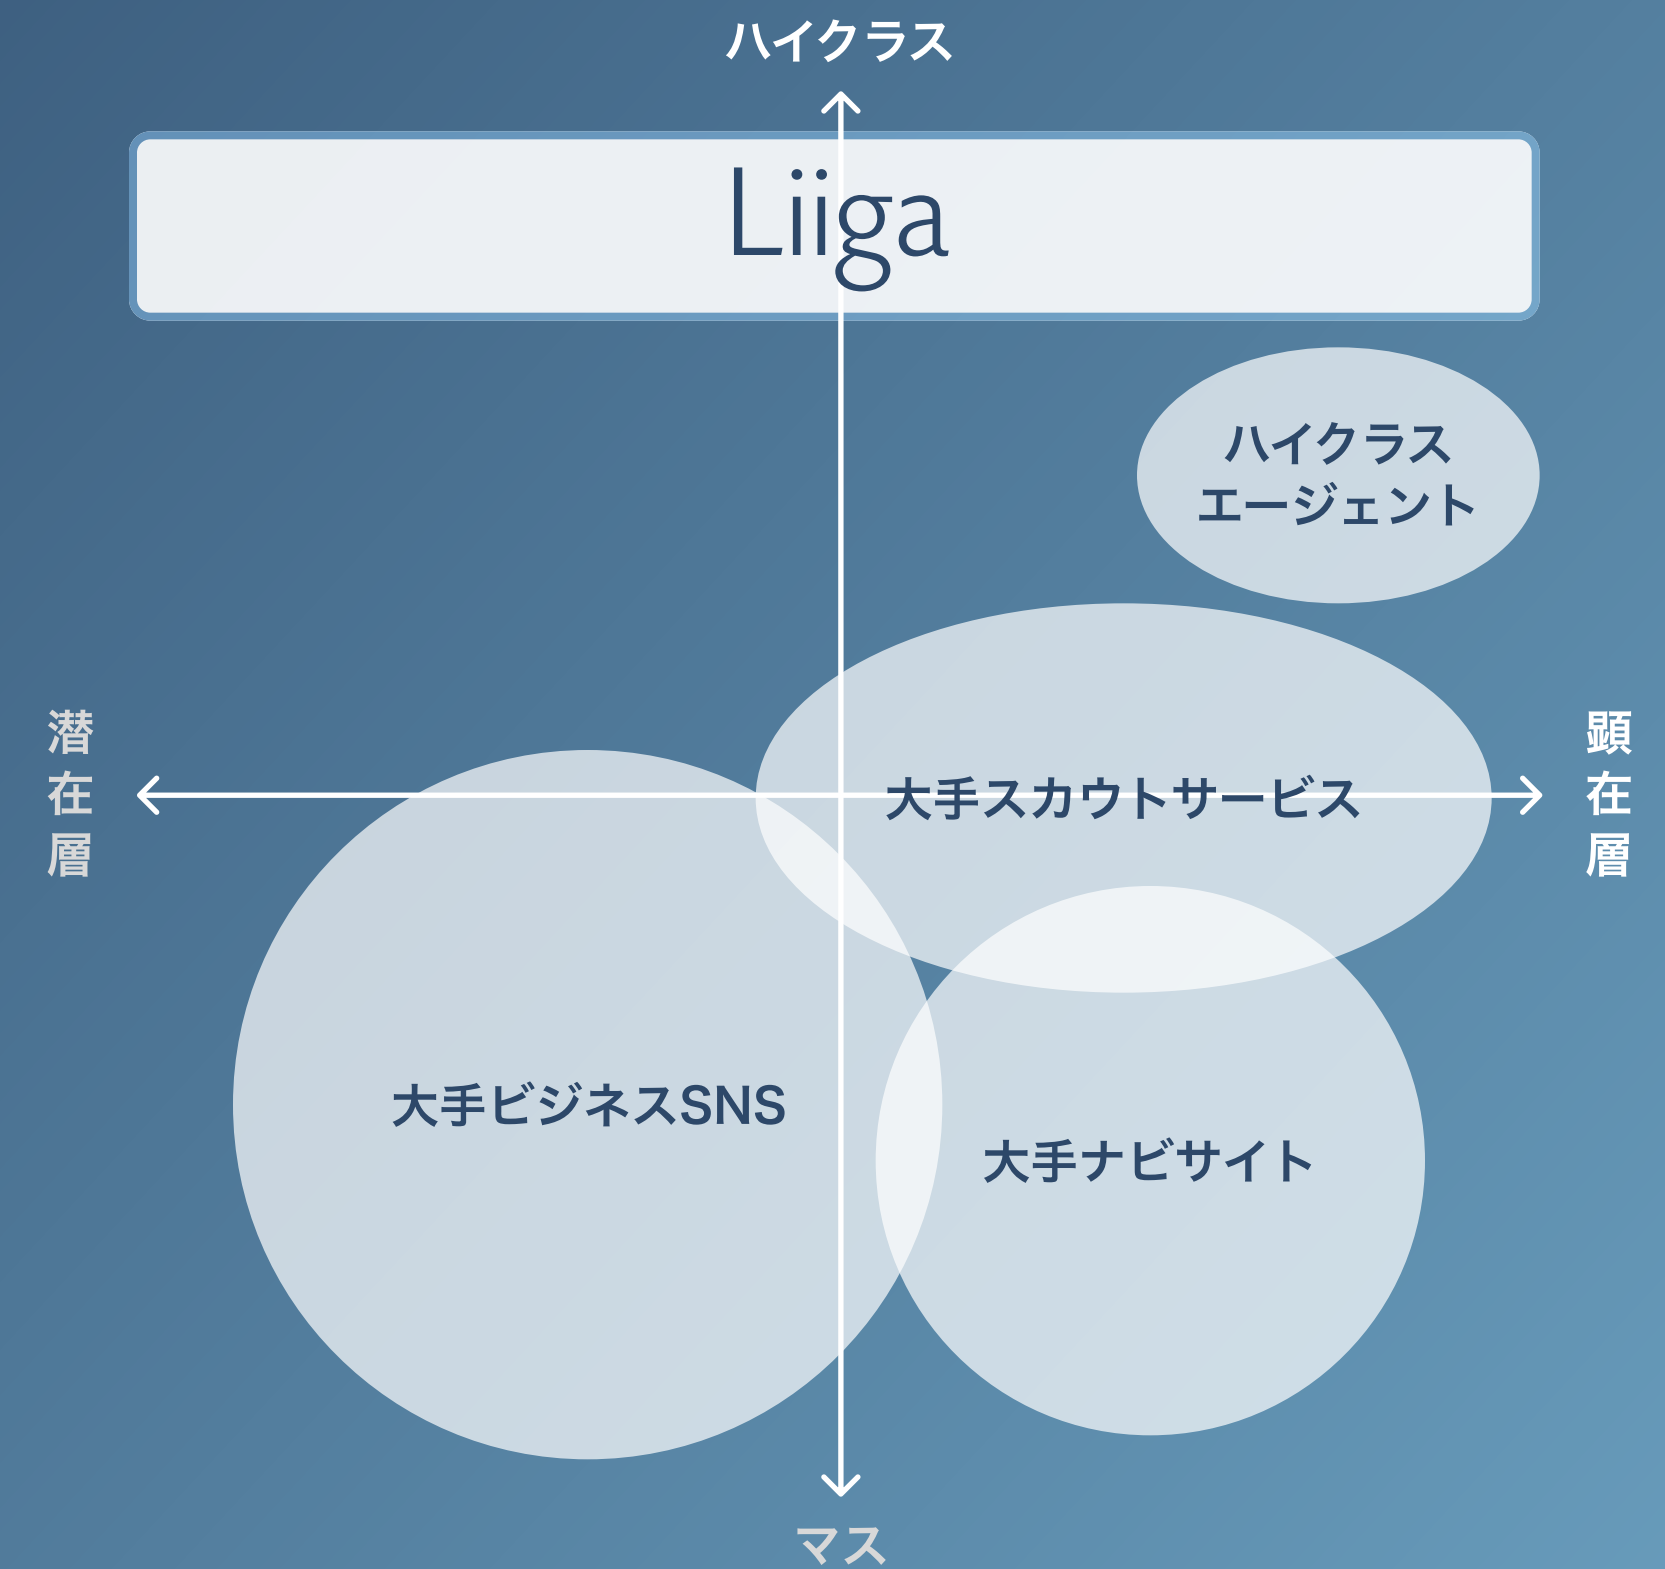 ハイクラス
Liiga
ハイクラス
エージェント
潜在層
顕在層
大手スカウトサービス
大手ビジネスSNS
大手ナビサイト
マス